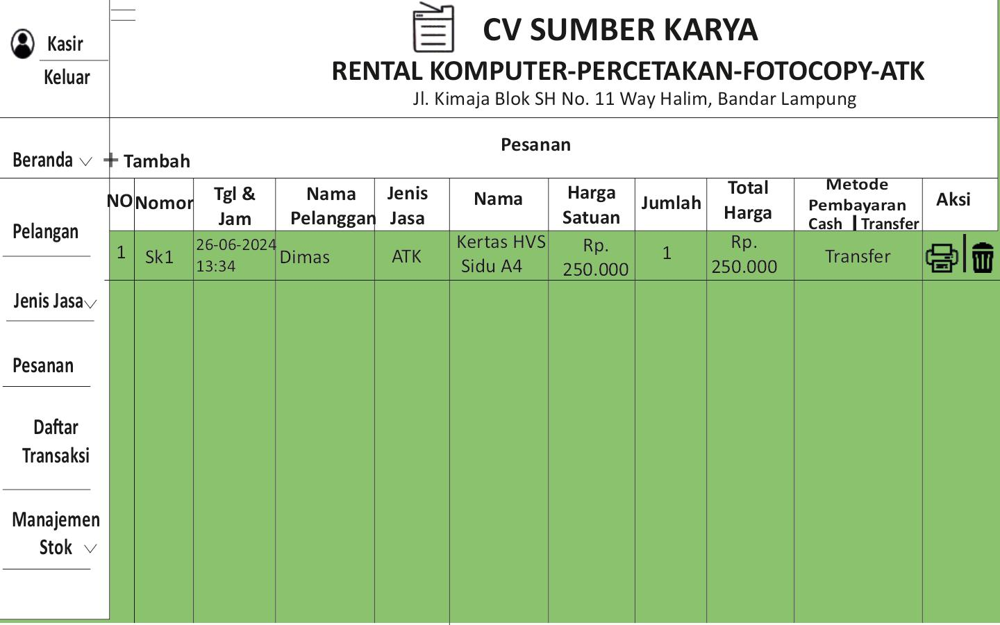 Kasir
Keluar
CV SUMBER KARYA
RENTAL KOMPUTER-PERCETAKAN-FOTOCOPY-ATK
Jl. Kimaja Blok SH No. 11 Way Halim, Bandar Lampung
Beranda
Pelangan
Jenis Jasa
Pesanan
Daftar
Transaksi
Manajemen
Stok
Pesanan
+ Tambah
NO
Nomor
Tgl &
Jam
Nama
Pelanggan
Jenis
Jasa
Nama
Harga
Satuan
Jumlah
Total
Harga
Metode
Pembayaran
Cash | Transfer
Aksi
1
Sk1
26-06-2024
13:34
Dimas
ATK
Kertas HVS
Sidu A4
Rp.
250.000
1
Rp.
250.000
Transfer